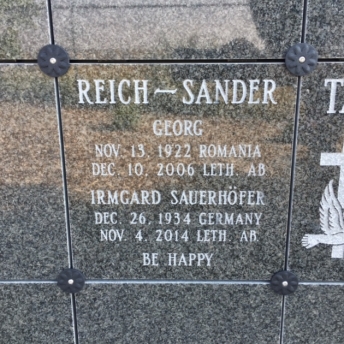 REICH ~ SANDER
GEORG
NOV. 13, 1922 ROMANIA
DEC. 10, 2006 LETH. AB
IRMGARD SAUERHÖFER
DEC. 26, 1934 GERMANY
NOV. 4, 2014 LETH. AB
BE HAPPY